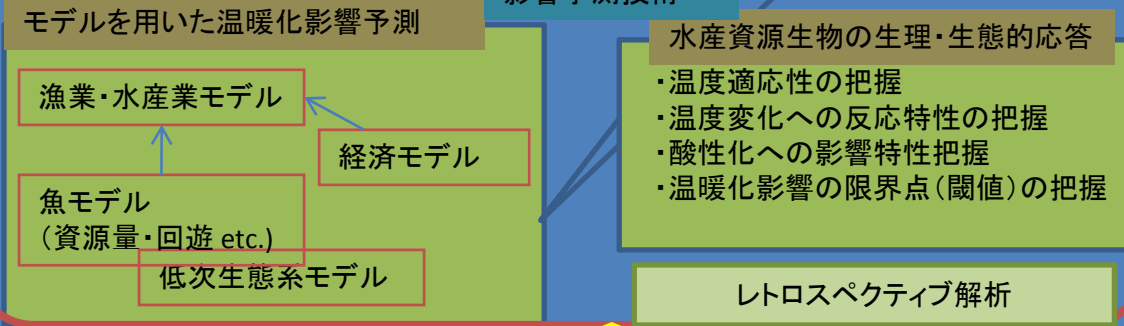 影響予測技術
モデルを用いた温暖化影響予測
漁業・水産業モデル
経済モデル
魚モデル
(資源量・回遊 etc.)
低次生態系モデル
水産資源生物の生理・生態的応答
・温度適応性の把握
・温度変化への反応特性の把握
・酸性化への影響特性把握
・温暖化影響の限界点(閾値)の把握
レトロスペクティブ解析